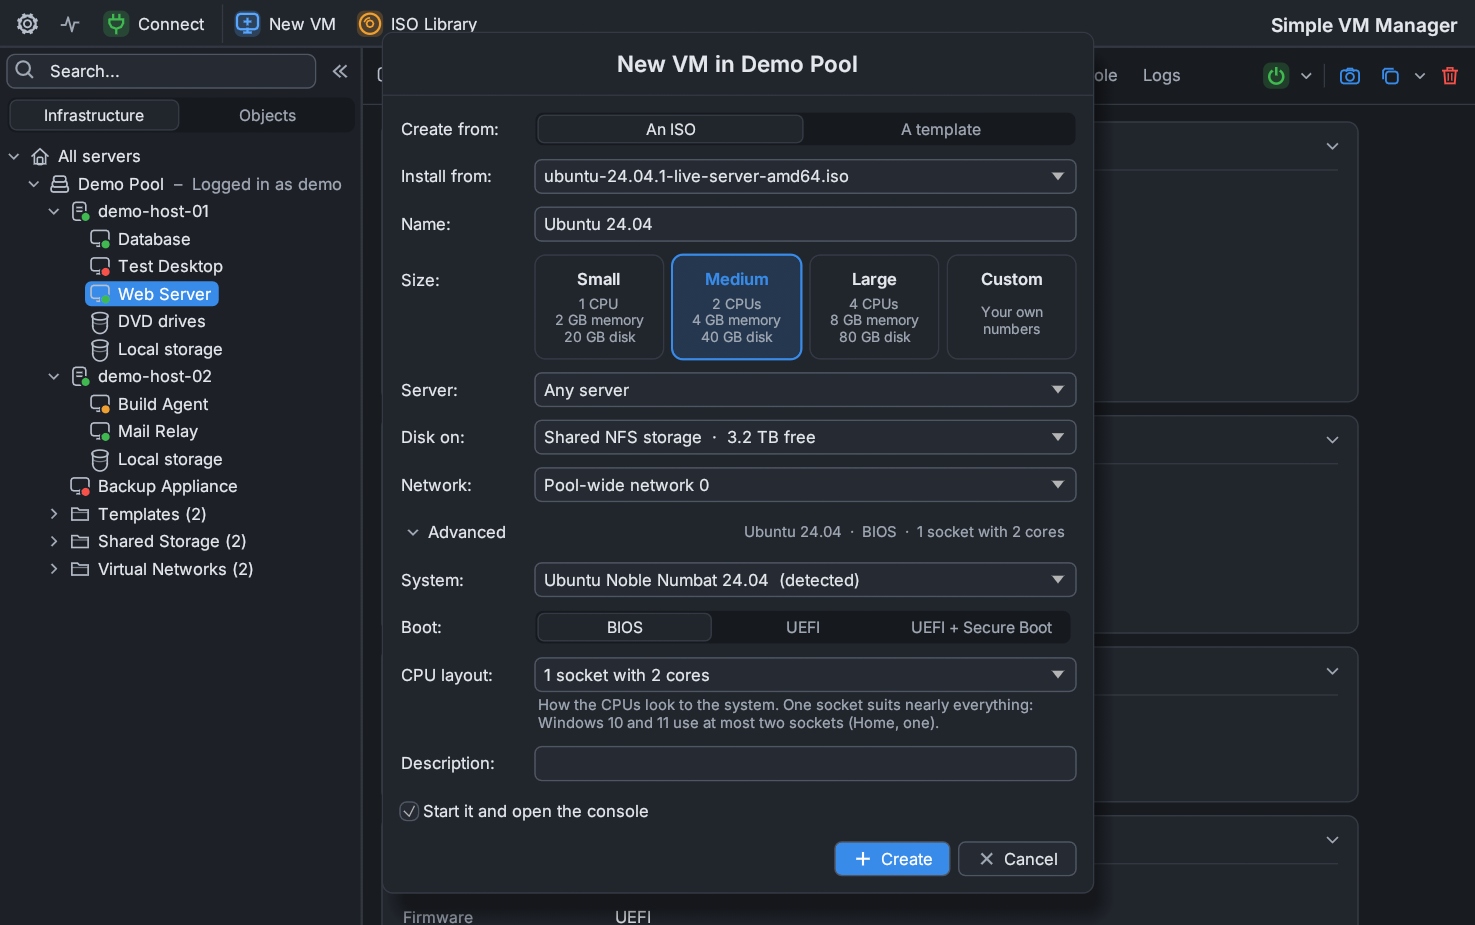 Connect
New VM
ISO Library
Simple VM Manager
Search...
Infrastructure
Objects
All servers
Demo Pool – Logged in as demo
demo-host-01
Database
Test Desktop
Web Server
DVD drives
Local storage
demo-host-02
Build Agent
Mail Relay
Local storage
Backup Appliance
Templates (2)
Shared Storage (2)
Virtual Networks (2)
Logs
New VM in Demo Pool
Create from:
An ISO
A template
Install from:
ubuntu-24.04.1-live-server-amd64.iso
Name:
Ubuntu 24.04
Size:
Small
1 CPU
2 GB memory
20 GB disk
Medium
2 CPUs
4 GB memory
40 GB disk
Large
4 CPUs
8 GB memory
80 GB disk
Custom
Your own
numbers
Server:
Any server
Disk on:
Shared NFS storage · 3.2 TB free
Network:
Pool-wide network 0
Advanced
Ubuntu 24.04 · BIOS · 1 socket with 2 cores
System:
Ubuntu Noble Numbat 24.04 (detected)
Boot:
BIOS
UEFI
UEFI + Secure Boot
CPU layout:
1 socket with 2 cores
How the CPUs look to the system. One socket suits nearly everything:
Windows 10 and 11 use at most two sockets (Home, one).
Description:
Start it and open the console
Create
Cancel
Firmware
UEFI